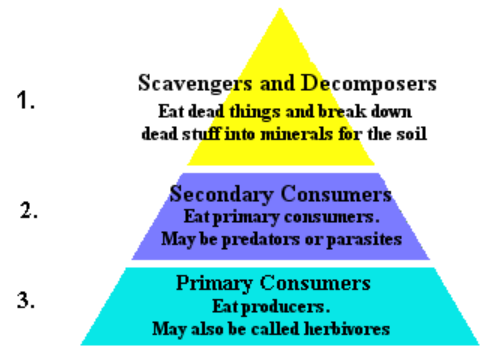 1.
Scavengers and Decomposers
Eat dead things and break down
dead stuff into minerals for the soil
2.
Secondary Consumers
Eat primary consumers.
May be predators or parasites
3.
Primary Consumers
Eat producers.
May also be called herbivores